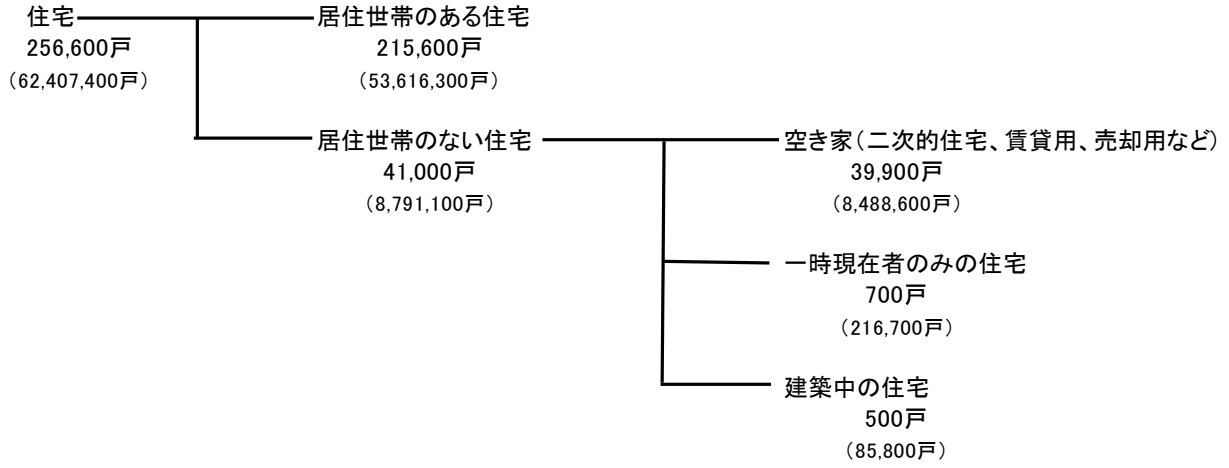 住宅
256,600戸
（62,407,400戸）
居住世帯のある住宅
215,600戸
（53,616,300戸）
居住世帯のない住宅
41,000戸
（8,791,100戸）
空き家（二次的住宅、賃貸用、売却用など）
39,900戸
（8,488,600戸）
一時現在者のみの住宅
700戸
（216,700戸）
建築中の住宅
500戸
（85,800戸）